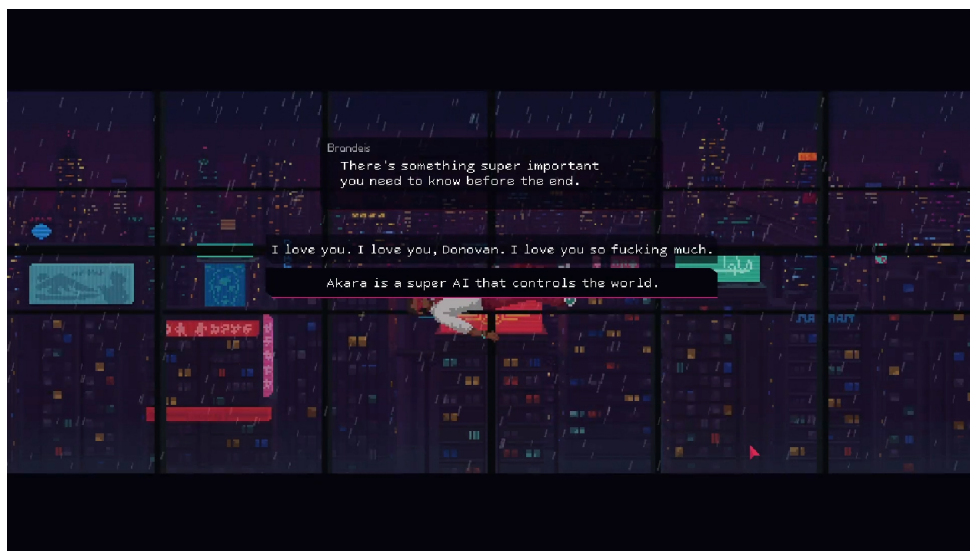 Brandeis
There's something super important
you need to know before the end.
I love you. I love you, Donovan. I love you so fucking much.
Akara is a super AI that controls the world.